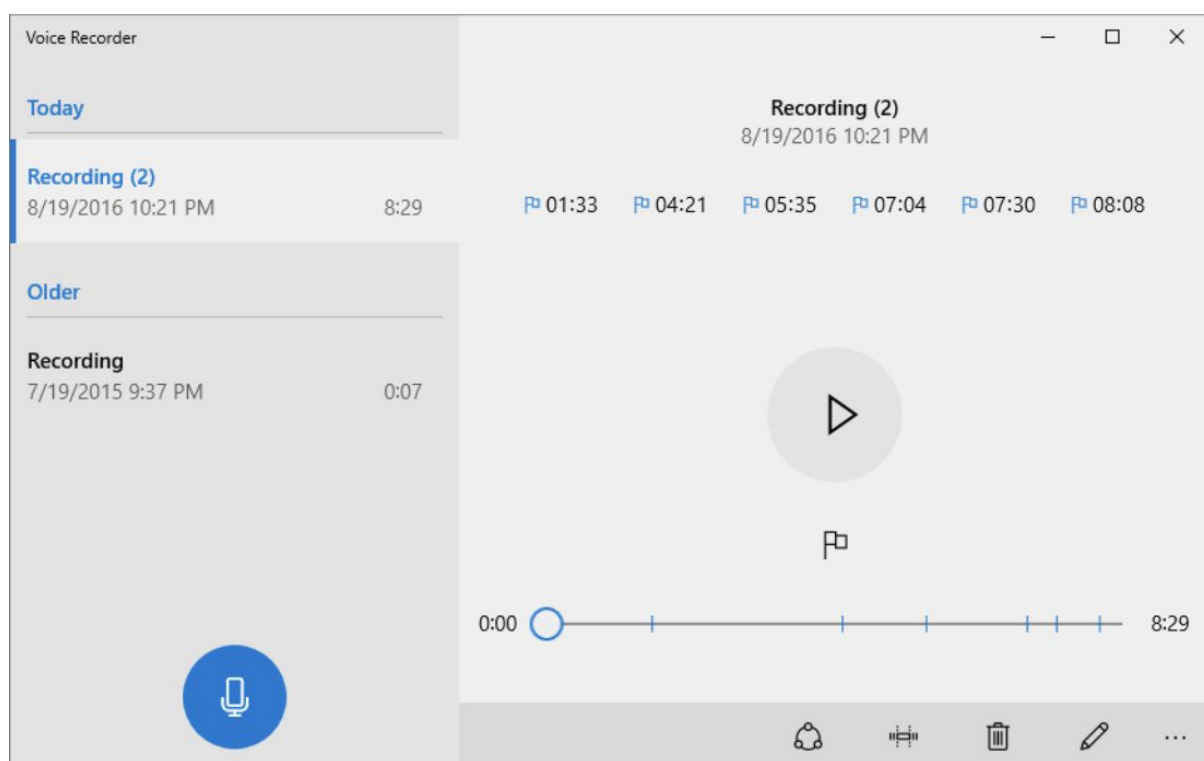 Voice Recorder
Today
Recording (2)
8/19/2016 10:21 PM 8:29
Older
Recording
7/19/2015 9:37 PM 0:07
Recording (2)
8/19/2016 10:21 PM
01:33 04:21 05:35 07:04 07:30 08:08
0:00 8:29